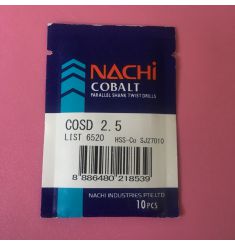 NACHi
COBALT
PARALLEL SHANK TWIST DRILLS
COSD 2.5
LIST 6520 HSS-Co SJ27010
8 886480 218539
NACHI INDUSTRIES PTE.LTD
10PCS